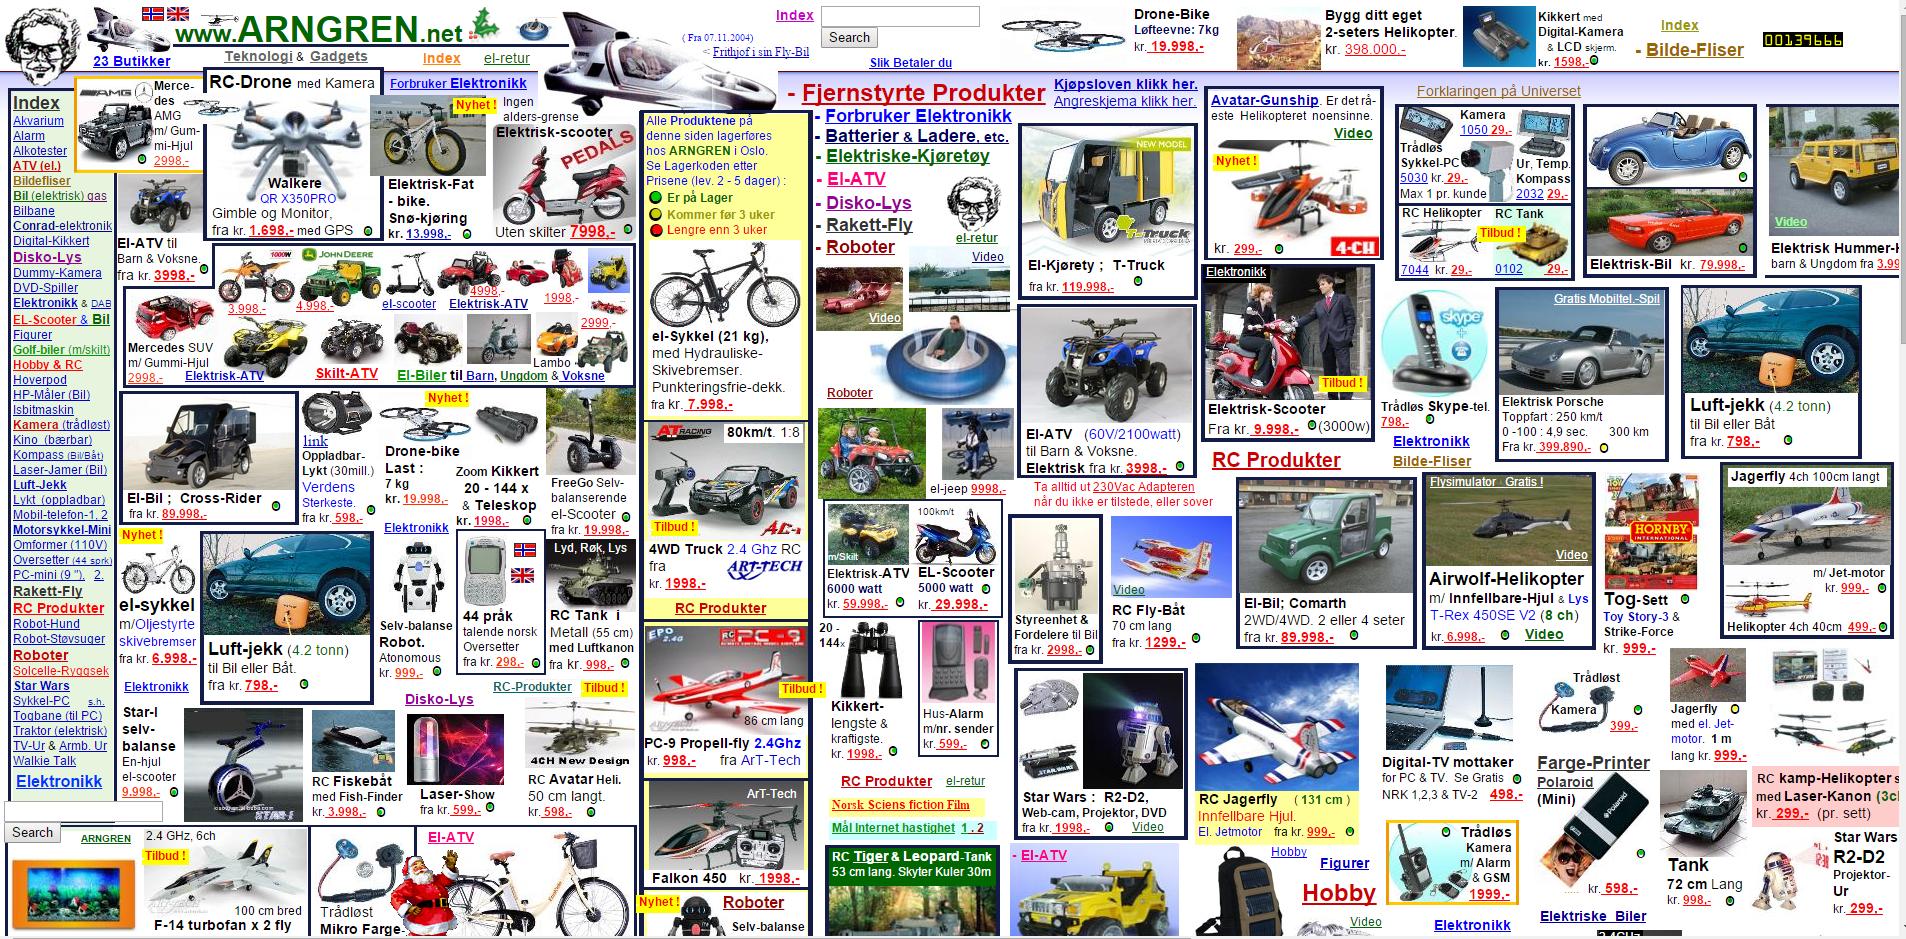 www.ARNGREN.net
23 Butikker
Teknologi & Gadgets
Index
el-retur
( Fra 07.11.2004)
< Frithjof i sin Fly-Bil
Index
Search
Slik Betaler du
Drone-Bike
Løfteevne: 7kg
kr. 19.998,-
Bygg ditt eget
2-seters Helikopter.
kr. 398.000,-
Kikkert med
Digital-Kamera
& LCD skjerm.
kr. 1598,-
Index
- Bilde-Fliser
00139666
Index
Akvarium
Alarm
Alkotester
ATV (el.)
Bildefliser
Bil (elektrisk) gas
Bilbane
Conrad-elektronik
Digital-Kikkert
Disko-Lys
Dummy-Kamera
DVD-Spiller
Elektronikk & DAB
EL-Scooter & Bil
Figurer
Golf-biler (m/skilt)
Hobby & RC
Hoverpod
HP-Måler (Bil)
Isbitmaskin
Kamera (trådløst)
Kino (bærbar)
Kompass (Bil/Båt)
Laser-Jamer (Bil)
Luft-Jekk
Lykt (oppladbar)
Mobil-telefon-1, 2
Motorsykkel-Mini
Omformer (110V)
Oversetter (44 sprk)
PC-mini (9 "). 2.
Rakett-Fly
RC Produkter
Robot-Hund
Robot-Støvsuger
Roboter
Solcelle-Ryggsek
Star Wars
Sykkel-PC s.h.
Togbane (til PC)
Traktor (elektrisk)
TV-Ur & Armb. Ur
Walkie Talk
Elektronikk
Search
AMG
Merce-
des
AMG
m/ Gum-
mi-Hjul
2998,-
RC-Drone med Kamera
Walkere
QR X350PRO
Gimble og Monitor,
fra kr. 1.698,- med GPS
Forbruker Elektronikk
Nyhet !
Elektrisk-Fat
- bike.
Snø-kjøring
kr. 13.998,-
Ingen
alders-grense
Elektrisk-scooter
PEDALS
Uten skilter 7998,-
El-ATV til
Barn & Voksne.
fra kr. 3998,-
1000W
JOHN DEERE
3.998,-
4.998,-
el-scooter
4998,-
Elektrisk-ATV
1998,-
2999,-
Mercedes SUV
m/ Gummi-Hjul
2998,-
Elektrisk-ATV
Skilt-ATV
El-Biler til Barn, Ungdom & Voksne
Lambo
El-Bil ; Cross-Rider
fra kr. 89.998,-
link
Oppladbar-
Lykt (30mill.)
Verdens
Sterkeste.
fra kr. 598,-
Nyhet !
Drone-bike
Last :
7 kg
kr. 19.998,-
Elektronikk
Zoom Kikkert
20 - 144 x
& Teleskop
kr. 1998,-
FreeGo Selv-
balanserende
el-Scooter
fra kr. 19.998,-
Nyhet !
el-sykkel
m/Oljestyrte
skivebremser
fra kr. 6.998,-
Elektronikk
Luft-jekk (4.2 tonn)
til Bil eller Båt.
fra kr. 798,-
Selv-balanse
Robot.
Atonomous
kr. 999,-
44 pråk
talende norsk
Oversetter
fra kr. 298,-
Lyd, Røk, Lys
RC Tank i
Metall (55 cm)
med Luftkanon
fra kr. 998,-
RC-Produkter
Tilbud !
Disko-Lys
Star-I
selv-
balanse
En-hjul
el-scooter
9.998,-
RC Fiskebåt
med Fish-Finder
kr. 3.998,-
Laser-Show
fra kr. 599,-
4CH New Design
RC Avatar Heli.
50 cm langt.
kr. 598,-
ARNGREN
2.4 GHz, 6ch
Tilbud !
100 cm bred
F-14 turbofan x 2 fly
Trådløst
Mikro Farge-
El-ATV
Alle Produktene på
denne siden lagerføres
hos ARNGREN i Oslo.
Se Lagerkoden etter
Prisene (lev. 2 - 5 dager) :
Er på Lager
Kommer før 3 uker
Lengre enn 3 uker
el-Sykkel (21 kg),
med Hydrauliske-
Skivebremser.
Punkteringsfrie-dekk.
fra kr. 7.998,-
AT RACING
80km/t. 1:8
Tilbud !
4WD Truck 2.4 Ghz RC
fra
kr. 1998,-
ART-TECH
RC Produkter
EPO
2.4G
RC
PC-9
Tilbud !
86 cm lang
PC-9 Propell-fly 2.4Ghz
kr. 998,- fra ArT-Tech
ArT-Tech
Falkon 450 kr. 1998,-
Nyhet !
Roboter
Selv-balanse
- Fjernstyrte Produkter
- Forbruker Elektronikk
- Batterier & Ladere, etc.
- Elektriske-Kjøretøy
- El-ATV
- Disko-Lys
- Rakett-Fly
- Roboter
el-retur
Video
Video
Kjøpsloven klikk her.
Angreskjema klikk her.
NEW MODEL
T-Truck
El-Kjørety ; T-Truck
fra kr. 119.998,-
Roboter
El-ATV (60V/2100watt)
til Barn & Voksne.
Elektrisk fra kr. 3998,-
el-jeep 9998,-
Ta alltid ut 230Vac Adapteren
når du ikke er tilstede, eller sover
m/Skilt
Elektrisk-ATV
6000 watt
kr. 59.998,-
100km/t
EL-Scooter
5000 watt
kr. 29.998,-
20 -
144x
Kikkert-
lengste &
kraftigste.
kr. 1998,-
Hus-Alarm
m/nr. sender
kr. 599,-
RC Produkter
el-retur
Norsk Sciens fiction Film
Mål Internet hastighet 1 . 2
RC Tiger & Leopard-Tank
53 cm lang. Skyter Kuler 30m
Styreenhet &
Fordelere til Bil
fra kr. 2998,-
Video
RC Fly-Båt
70 cm lang
fra kr. 1299,-
STAR WARS
Star Wars : R2-D2,
Web-cam, Projektor, DVD
fra kr. 1998,-
Video
- El-ATV
Avatar-Gunship. Er det rå-
este Helikopteret noensinne.
Video
Nyhet !
kr. 299,-
4-CH
Elektronikk
Tilbud !
Elektrisk-Scooter
Fra kr. 9.998,- (3000w)
RC Produkter
El-Bil; Comarth
2WD/4WD. 2 eller 4 seter
fra kr. 89.998,-
RC Jagerfly ( 131 cm )
Innfellbare Hjul.
El. Jetmotor fra kr. 999,-
Hobby
Figurer
Hobby
Video
Forklaringen på Universet
Kamera
1050 29,-
Trådløs
Sykkel-PC
5030 kr. 29,-
Max 1 pr. kunde
Ur, Temp.
Kompass
2032 29,-
RC Helikopter
7044 kr. 29,-
RC Tank
Tilbud !
0102 29,-
Elektrisk-Bil kr. 79.998,-
Video
Elektrisk Hummer-H
barn & Ungdom fra 3.99
skype
Trådløs Skype-tel.
798,-
Elektronikk
Bilde-Fliser
Gratis Mobiltel.-Spil
Elektrisk Porsche
Toppfart : 250 km/t
0 -100 : 4,9 sec. 300 km
Fra kr. 399.890,-
Luft-jekk (4.2 tonn)
til Bil eller Båt
fra kr. 798,-
Flysimulator Gratis !
Video
Airwolf-Helikopter
m/ Innfellbare-Hjul & Lys
T-Rex 450SE V2 (8 ch)
kr. 6.998,- Video
HORNBY
INTERNATIONAL
Tog-Sett
Toy Story-3 &
Strike-Force
kr. 999,-
Jagerfly 4ch 100cm langt
m/ Jet-motor
kr. 999,-
Helikopter 4ch 40cm 499,-
Digital-TV mottaker
for PC & TV. Se Gratis
NRK 1,2,3 & TV-2 498,-
Trådløst
Kamera
399,-
Jagerfly
med el. Jet-
motor. 1 m
lang kr. 999,-
Farge-Printer
Polaroid
(Mini)
Polaroid
kr. 598,-
Tank
72 cm Lang
kr. 998,-
RC kamp-Helikopter s
med Laser-Kanon (3c
kr. 299,- (pr. sett)
Star Wars
R2-D2
Projektor-
Ur
kr. 299,-
Trådløs
Kamera
m/ Alarm
& GSM
1999,-
Elektronikk
Elektriske Biler